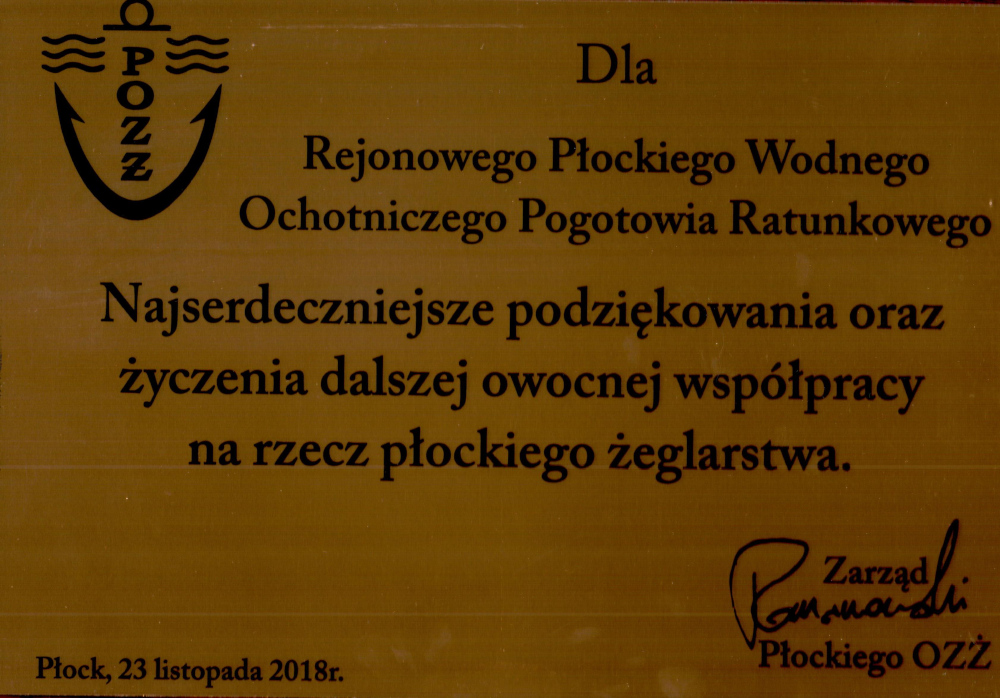 POZŻ
Dla
Rejonowego Płockiego Wodnego
Ochotniczego Pogotowia Ratunkowego
Najserdeczniejsze podziękowania oraz
życzenia dalszej owocnej współpracy
na rzecz płockiego żeglarstwa.
Zarząd
Płockiego OZŻ
Płock, 23 listopada 2018r.